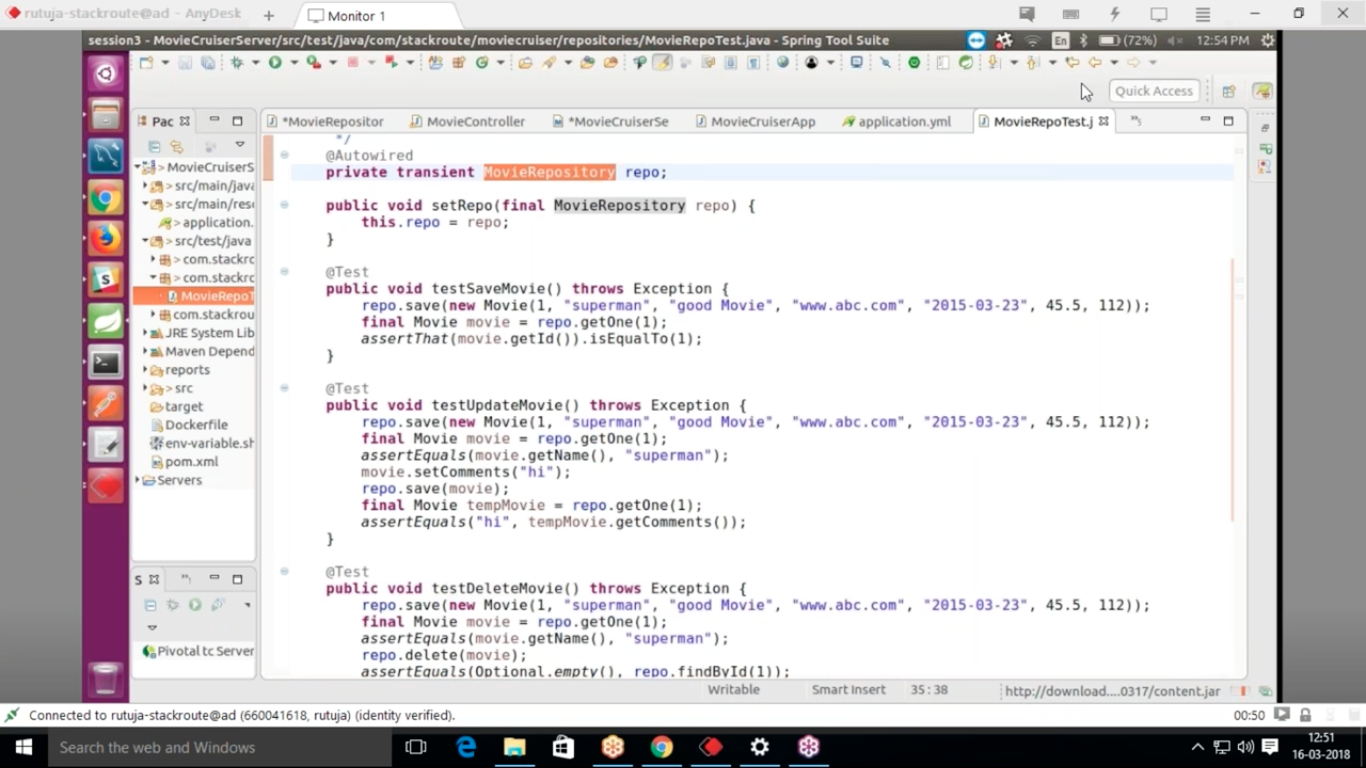 rutuja-stackroute@ad - AnyDesk
Monitor 1
session3 - MovieCruiserServer/src/test/java/com/stackroute/moviecruiser/repositories/MovieRepoTest.java - Spring Tool Suite
En (72%) 12:54 PM
Quick Access
Pac
*MovieRepositor MovieController *MovieCruiserSe MovieCruiserApp application.yml MovieRepoTest.j
> MovieCruiserS
> src/main/java
> src/main/reso
> application.
> src/test/java
> com.stackro
> com.stackro
MovieRepoT
> com.stackrou
JRE System Lib
Maven Depend
reports
> src
target
Dockerfile
env-variable.sh
pom.xml
Servers
S
Pivotal tc Server
*/
@Autowired
private transient MovieRepository repo;
public void setRepo(final MovieRepository repo) {
this.repo = repo;
}
@Test
public void testSaveMovie() throws Exception {
repo.save(new Movie(1, "superman", "good Movie", "www.abc.com", "2015-03-23", 45.5, 112));
final Movie movie = repo.getOne(1);
assertThat(movie.getId()).isEqualTo(1);
}
@Test
public void testUpdateMovie() throws Exception {
repo.save(new Movie(1, "superman", "good Movie", "www.abc.com", "2015-03-23", 45.5, 112));
final Movie movie = repo.getOne(1);
assertEquals(movie.getName(), "superman");
movie.setComments("hi");
repo.save(movie);
final Movie tempMovie = repo.getOne(1);
assertEquals("hi", tempMovie.getComments());
}
@Test
public void testDeleteMovie() throws Exception {
repo.save(new Movie(1, "superman", "good Movie", "www.abc.com", "2015-03-23", 45.5, 112));
final Movie movie = repo.getOne(1);
assertEquals(movie.getName(), "superman");
repo.delete(movie);
assertEquals(Optional.empty(), repo.findById(1));
Writable Smart Insert 35 : 38 http://download....0317/content.jar
Connected to rutuja-stackroute@ad (660041618, rutuja) (identity verified). 00:50
Search the web and Windows
12:51
16-03-2018